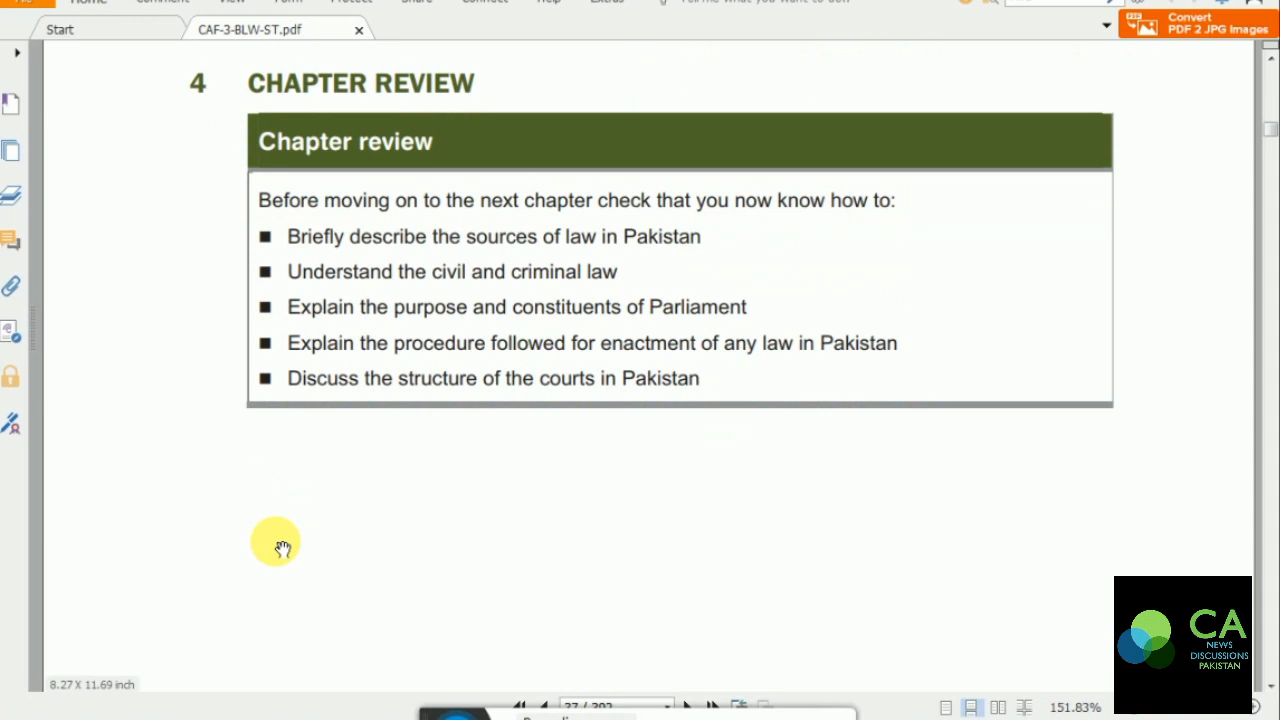 Start
CAF-3-BLW-ST.pdf
Convert
PDF 2 JPG Images
4 CHAPTER REVIEW
Chapter review
Before moving on to the next chapter check that you now know how to:
■ Briefly describe the sources of law in Pakistan
■ Understand the civil and criminal law
■ Explain the purpose and constituents of Parliament
■ Explain the procedure followed for enactment of any law in Pakistan
■ Discuss the structure of the courts in Pakistan
CA
NEWS
DISCUSSIONS
PAKISTAN
8.27 X 11.69 inch
151.83%